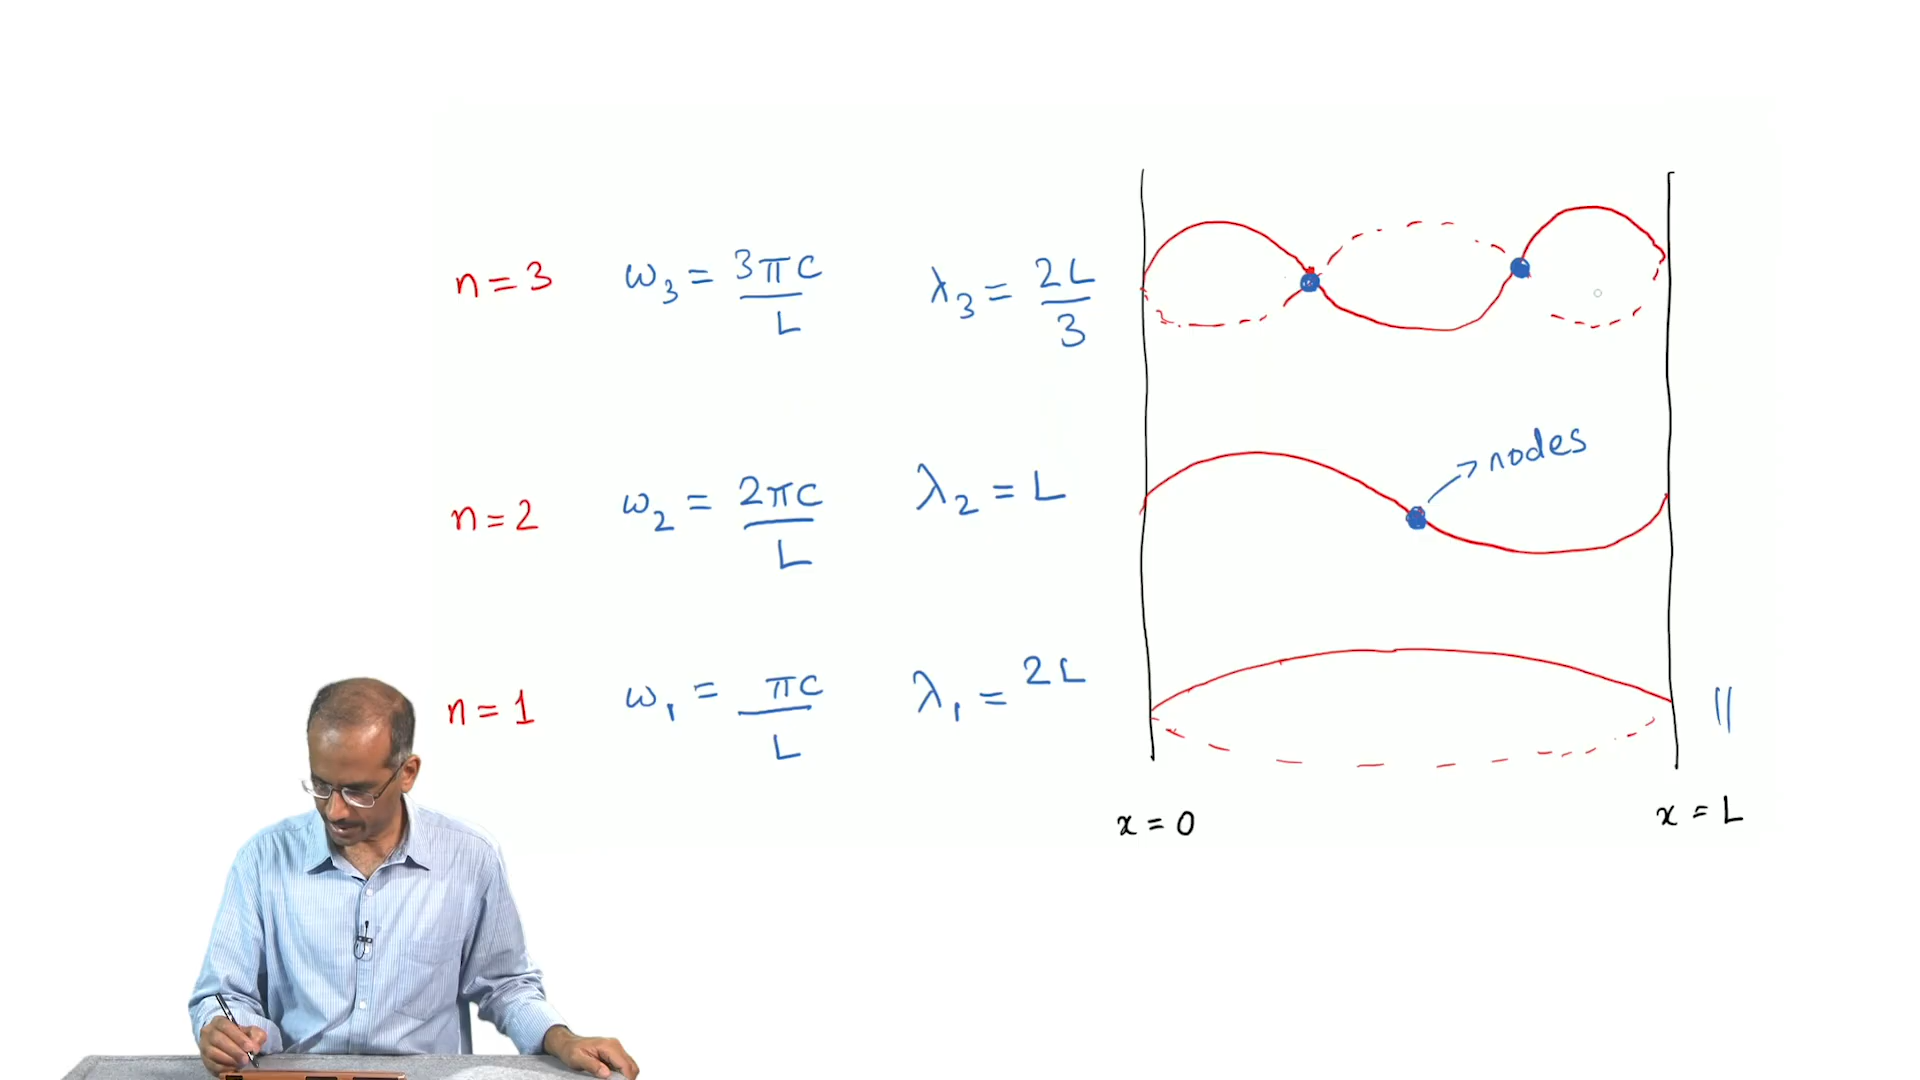 n = 3 ω₃ = 3πc/L λ₃ = 2L/3
n = 2 ω₂ = 2πc/L λ₂ = L
nodes
n = 1 ω₁ = πc/L λ₁ = 2L
x = 0 x = L